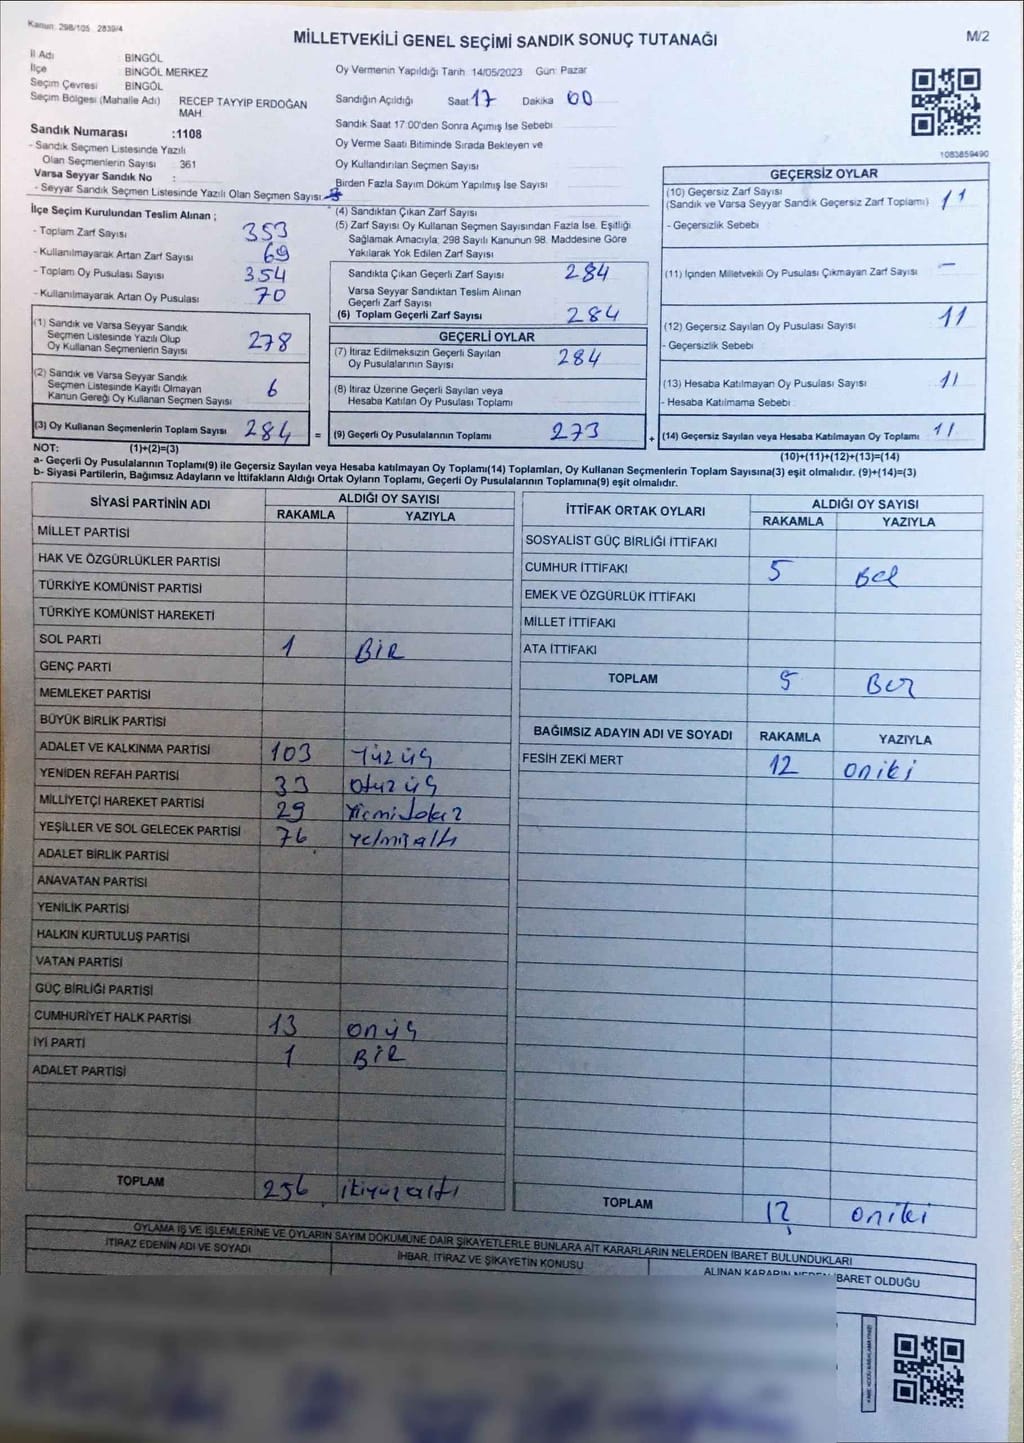 Kanun: 298/105 2839/4
MİLLETVEKİLİ GENEL SEÇİMİ SANDIK SONUÇ TUTANAĞI
M/2
İl Adı BİNGÖL
İlçe BİNGÖL MERKEZ
Seçim Çevresi BİNGÖL
Seçim Bölgesi (Mahalle Adı) RECEP TAYYIP ERDOĞAN
MAH.
Sandık Numarası :1108
- Sandık Seçmen Listesinde Yazılı
Olan Seçmenlerin Sayısı : 361
Varsa Seyyar Sandık No :
- Seyyar Sandık Seçmen Listesinde Yazılı Olan Seçmen Sayısı:
Oy Vermenin Yapıldığı Tarih 14/05/2023 Gün: Pazar
Sandığın Açıldığı Saat 17 Dakika 00
Sandık Saat 17:00'den Sonra Açımış İse Sebebi
Oy Verme Saati Bitiminde Sırada Bekleyen ve
Oy Kullandırılan Seçmen Sayısı
Birden Fazla Sayım Döküm Yapılmış İse Sayısı
1083859490
İlçe Seçim Kurulundan Teslim Alınan ;
- Toplam Zarf Sayısı 353
- Kullanılmayarak Artan Zarf Sayısı 69
- Toplam Oy Pusulası Sayısı 354
- Kullanılmayarak Artan Oy Pusulası 70
(1) Sandık ve Varsa Seyyar Sandık
Seçmen Listesinde Yazılı Olup
Oy Kullanan Seçmenlerin Sayısı 278
(2) Sandık ve Varsa Seyyar Sandık
Seçmen Listesinde Kayıtlı Olmayan
Kanun Gereği Oy Kullanan Seçmen Sayısı 6
(3) Oy Kullanan Seçmenlerin Toplam Sayısı 284 =
(4) Sandıktan Çıkan Zarf Sayısı
(5) Zarf Sayısı Oy Kullanan Seçmen Sayısından Fazla İse, Eşitliği
Sağlamak Amacıyla; 298 Sayılı Kanunun 98. Maddesine Göre
Yakılarak Yok Edilen Zarf Sayısı
Sandıkta Çıkan Geçerli Zarf Sayısı 284
Varsa Seyyar Sandıktan Teslim Alınan
Geçerli Zarf Sayısı
(6) Toplam Geçerli Zarf Sayısı 284
GEÇERLİ OYLAR
(7) İtiraz Edilmeksizin Geçerli Sayılan
Oy Pusulalarının Sayısı 284
(8) İtiraz Üzerine Geçerli Sayılan veya
Hesaba Katılan Oy Pusulası Toplamı
(9) Geçerli Oy Pusulalarının Toplamı 273 +
GEÇERSİZ OYLAR
(10) Geçersiz Zarf Sayısı
(Sandık ve Varsa Seyyar Sandık Geçersiz Zarf Toplamı) 11
- Geçersizlik Sebebi
(11) İçinden Milletvekili Oy Pusulası Çıkmayan Zarf Sayısı -
(12) Geçersiz Sayılan Oy Pusulası Sayısı 11
- Geçersizlik Sebebi :
(13) Hesaba Katılmayan Oy Pusulası Sayısı 11
- Hesaba Katılmama Sebebi :
(14) Geçersiz Sayılan veya Hesaba Katılmayan Oy Toplamı 11
NOT: (1)+(2)=(3) (10)+(11)+(12)+(13)=(14)
a- Geçerli Oy Pusulalarının Toplamı(9) ile Geçersiz Sayılan veya Hesaba katılmayan Oy Toplamı(14) Toplamları, Oy Kullanan Seçmenlerin Toplam Sayısına(3) eşit olmalıdır. (9)+(14)=(3)
b- Siyasi Partilerin, Bağımsız Adayların ve İttifakların Aldığı Ortak Oyların Toplamı, Geçerli Oy Pusulalarının Toplamına(9) eşit olmalıdır.
SİYASİ PARTİNİN ADI ALDIĞI OY SAYISI
RAKAMLA YAZIYLA
MİLLET PARTİSİ
HAK VE ÖZGÜRLÜKLER PARTİSİ
TÜRKİYE KOMÜNİST PARTİSİ
TÜRKİYE KOMÜNİST HAREKETİ
SOL PARTİ 1 BİR
GENÇ PARTİ
MEMLEKET PARTİSİ
BÜYÜK BİRLİK PARTİSİ
ADALET VE KALKINMA PARTİSİ 103 Yüz üç
YENİDEN REFAH PARTİSİ 33 otuz üç
MİLLİYETÇİ HAREKET PARTİSİ 29
YEŞİLLER VE SOL GELECEK PARTİSİ 76
ADALET BİRLİK PARTİSİ
ANAVATAN PARTİSİ
YENİLİK PARTİSİ
HALKIN KURTULUŞ PARTİSİ
VATAN PARTİSİ
GÜÇ BİRLİĞİ PARTİSİ
CUMHURİYET HALK PARTİSİ 13 onüç
İYİ PARTİ 1 BİR
ADALET PARTİSİ
TOPLAM 256 ikiyüzaltı
İTTİFAK ORTAK OYLARI ALDIĞI OY SAYISI
RAKAMLA YAZIYLA
SOSYALİST GÜÇ BİRLİĞİ İTTİFAKI
CUMHUR İTTİFAKI 5
EMEK VE ÖZGÜRLÜK İTTİFAKI
MİLLET İTTİFAKI
ATA İTTİFAKI
TOPLAM 5
BAĞIMSIZ ADAYIN ADI VE SOYADI RAKAMLA YAZIYLA
FESİH ZEKİ MERT 12 oniki
TOPLAM 12 oniki
OYLAMA İŞ VE İŞLEMLERİNE VE OYLARIN SAYIM DÖKÜMÜNE DAİR ŞİKAYETLERLE BUNLARA AİT KARARLARIN NELERDEN İBARET BULUNDUKLARI
İTİRAZ EDENİN ADI VE SOYADI İHBAR, İTİRAZ VE ŞİKAYETİN KONUSU ALINAN KARARIN NEDEN İBARET OLDUĞU